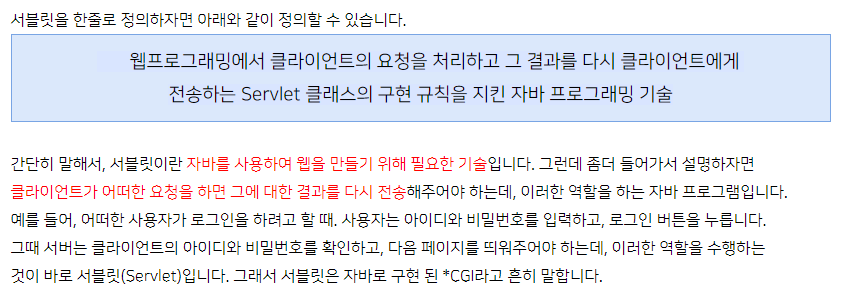 서블릿을 한줄로 정의하자면 아래와 같이 정의할 수 있습니다.
웹프로그래밍에서 클라이언트의 요청을 처리하고 그 결과를 다시 클라이언트에게
전송하는 Servlet 클래스의 구현 규칙을 지킨 자바 프로그래밍 기술
간단히 말해서, 서블릿이란 자바를 사용하여 웹을 만들기 위해 필요한 기술입니다. 그런데 좀더 들어가서 설명하자면
클라이언트가 어떠한 요청을 하면 그에 대한 결과를 다시 전송해주어야 하는데, 이러한 역할을 하는 자바 프로그램입니다.
예를 들어, 어떠한 사용자가 로그인을 하려고 할 때. 사용자는 아이디와 비밀번호를 입력하고, 로그인 버튼을 누릅니다.
그때 서버는 클라이언트의 아이디와 비밀번호를 확인하고, 다음 페이지를 띄워주어야 하는데, 이러한 역할을 수행하는
것이 바로 서블릿(Servlet)입니다. 그래서 서블릿은 자바로 구현 된 *CGI라고 흔히 말합니다.